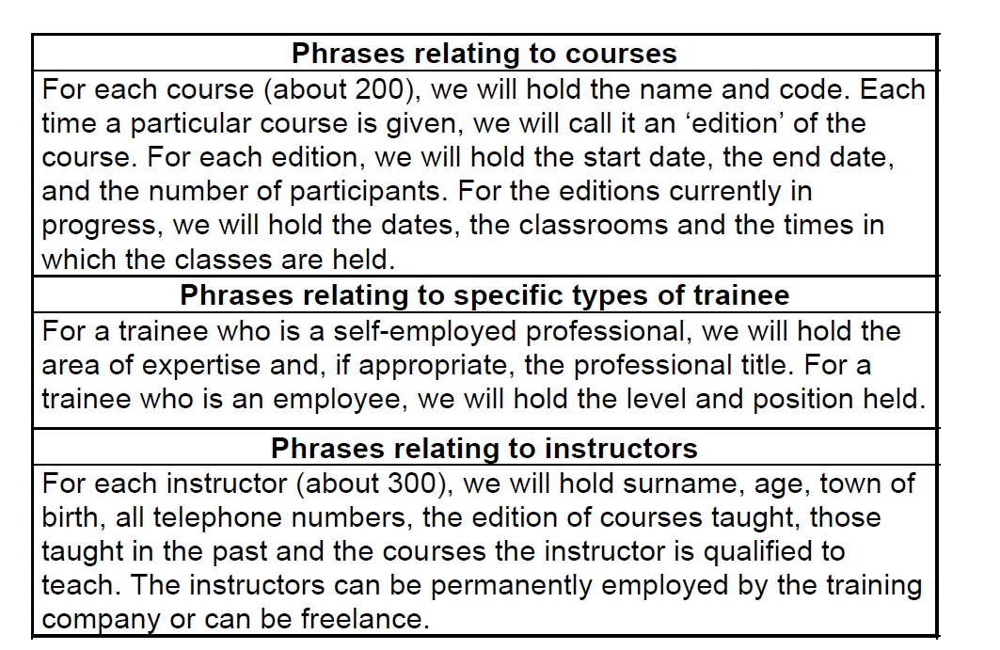 Phrases relating to courses
For each course (about 200), we will hold the name and code. Each
time a particular course is given, we will call it an ‘edition’ of the
course. For each edition, we will hold the start date, the end date,
and the number of participants. For the editions currently in
progress, we will hold the dates, the classrooms and the times in
which the classes are held.
Phrases relating to specific types of trainee
For a trainee who is a self-employed professional, we will hold the
area of expertise and, if appropriate, the professional title. For a
trainee who is an employee, we will hold the level and position held.
Phrases relating to instructors
For each instructor (about 300), we will hold surname, age, town of
birth, all telephone numbers, the edition of courses taught, those
taught in the past and the courses the instructor is qualified to
teach. The instructors can be permanently employed by the training
company or can be freelance.